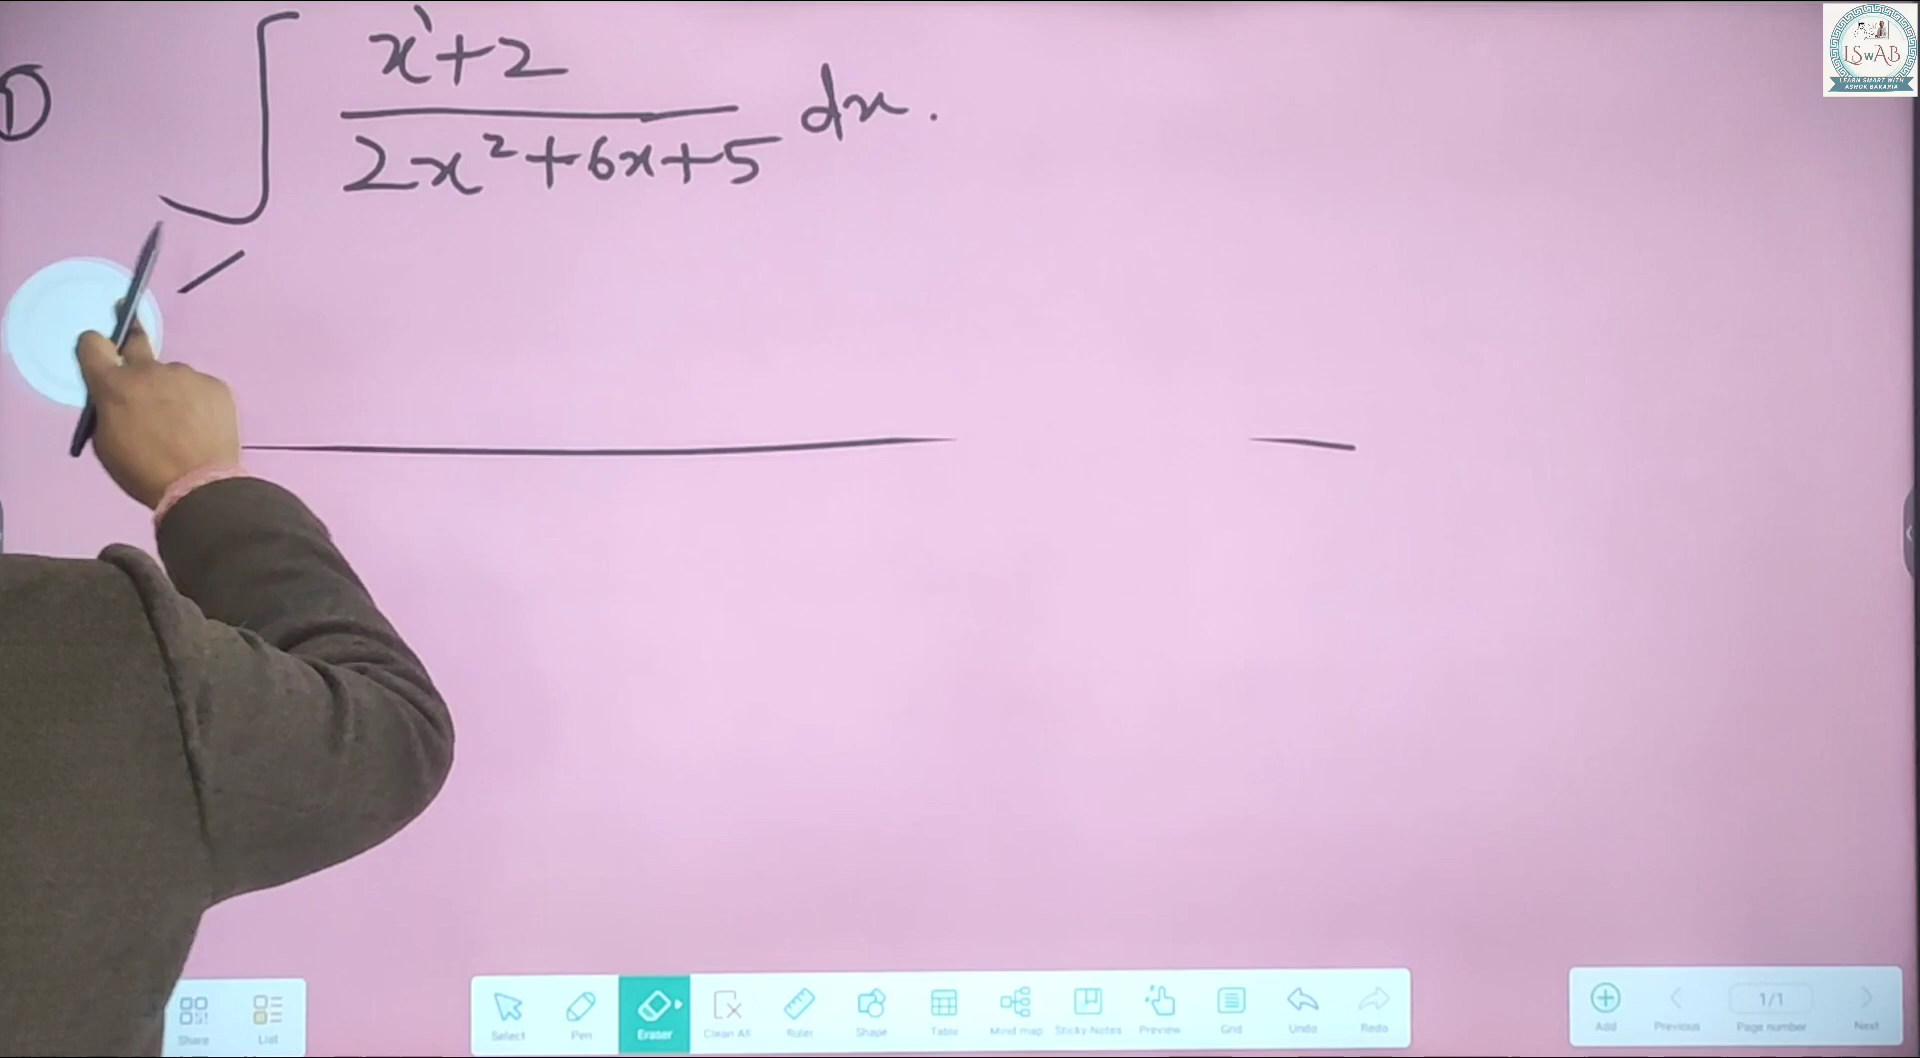 ① ∫ x+2 / 2x²+6x+5 dx.
LSwAB
LEARN SMART WITH
ASHOK BAKARIA
Share
List
Select
Pen
Eraser
Clean All
Ruler
Shape
Table
Mind map
Sticky-Notes
Preview
Grid
Undo
Redo
Add
Previous
1/1
Page number
Next